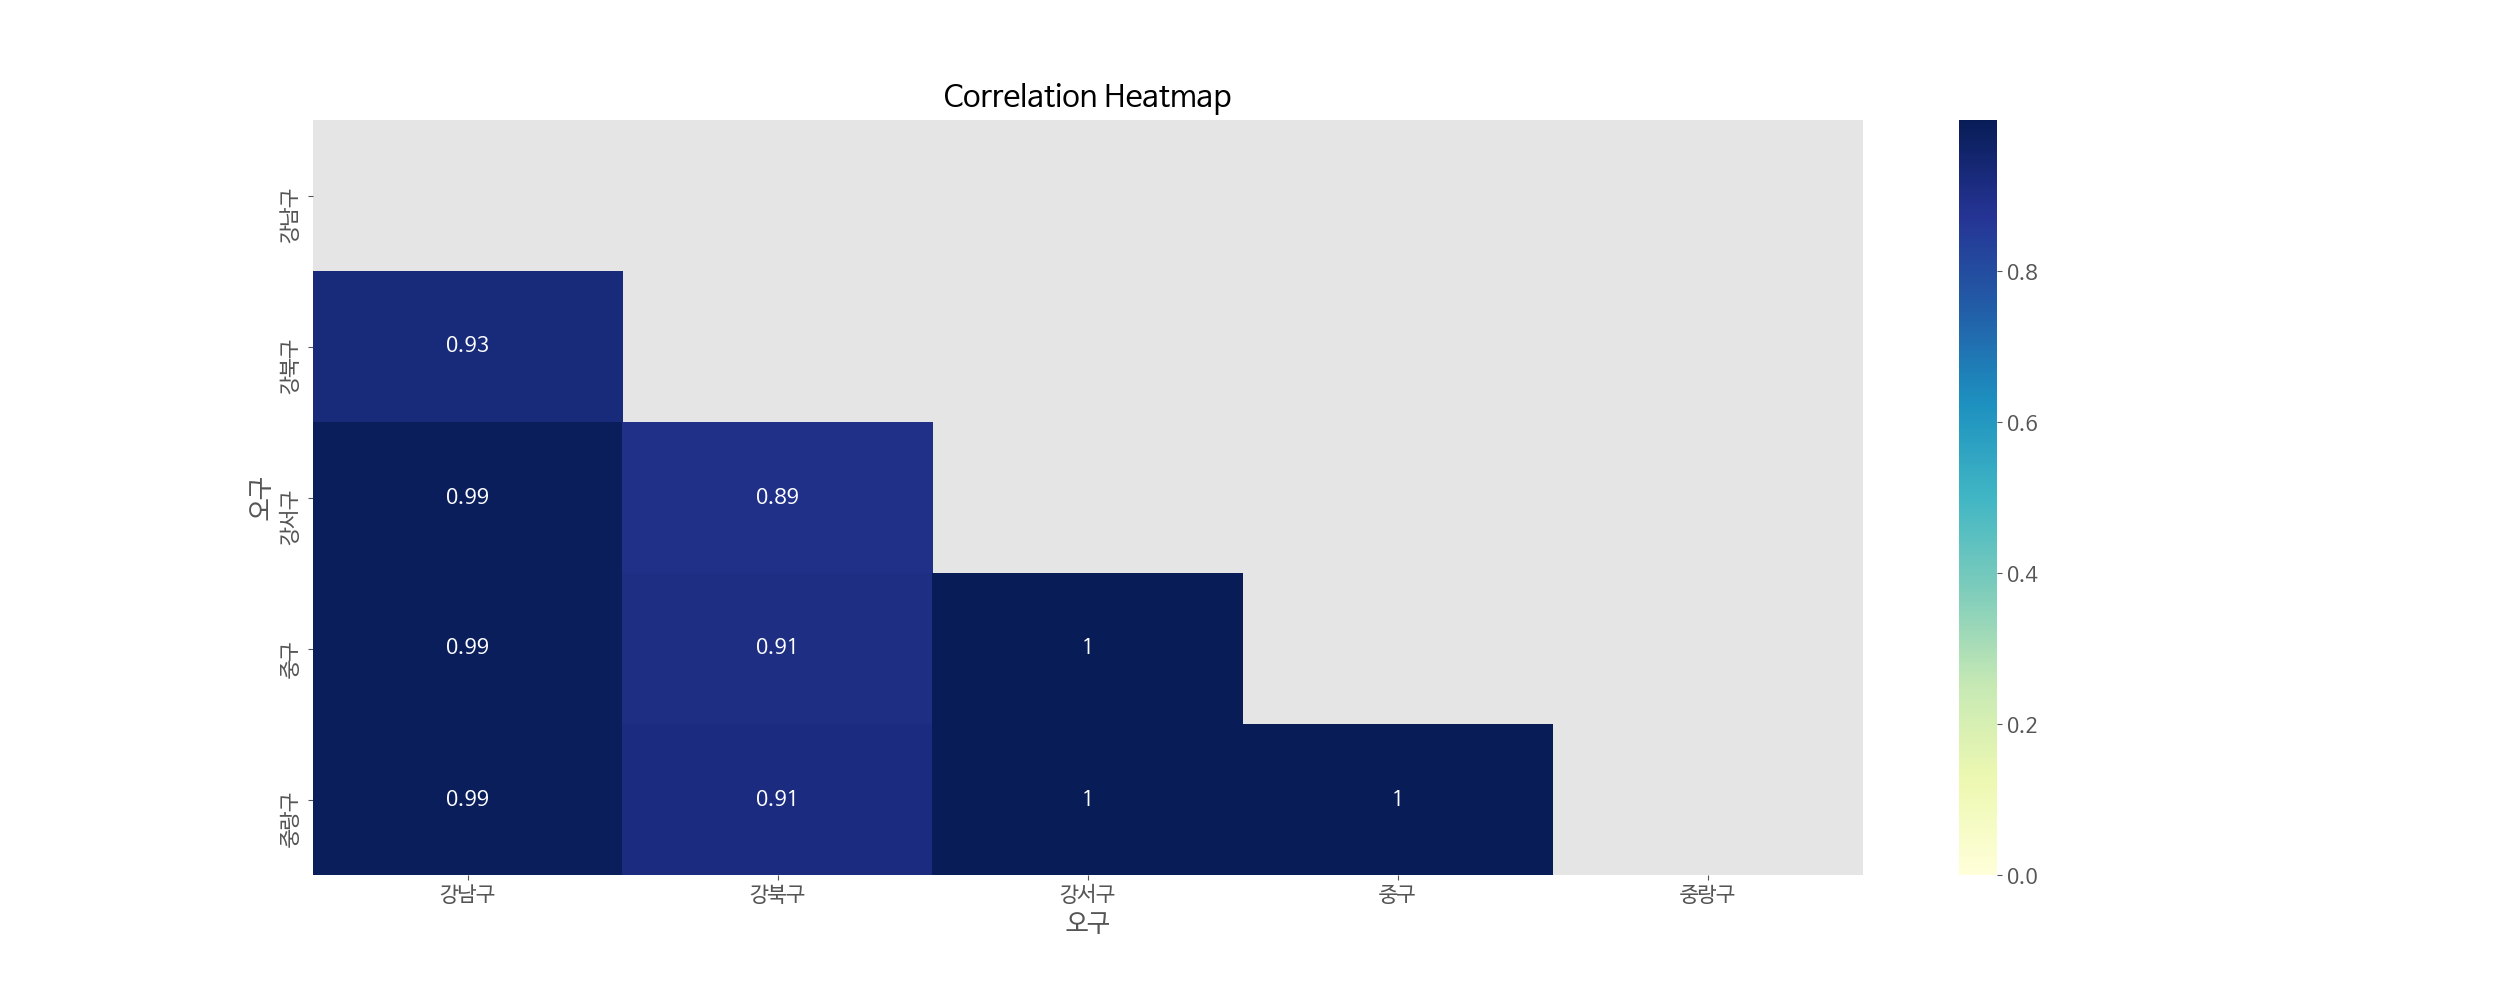 Correlation Heatmap
강남구
강북구
강서구
중구
중랑구
오구
0.93
0.99 0.89
0.99 0.91 1
0.99 0.91 1 1
강남구 강북구 강서구 중구 중랑구
오구
0.8
0.6
0.4
0.2
0.0